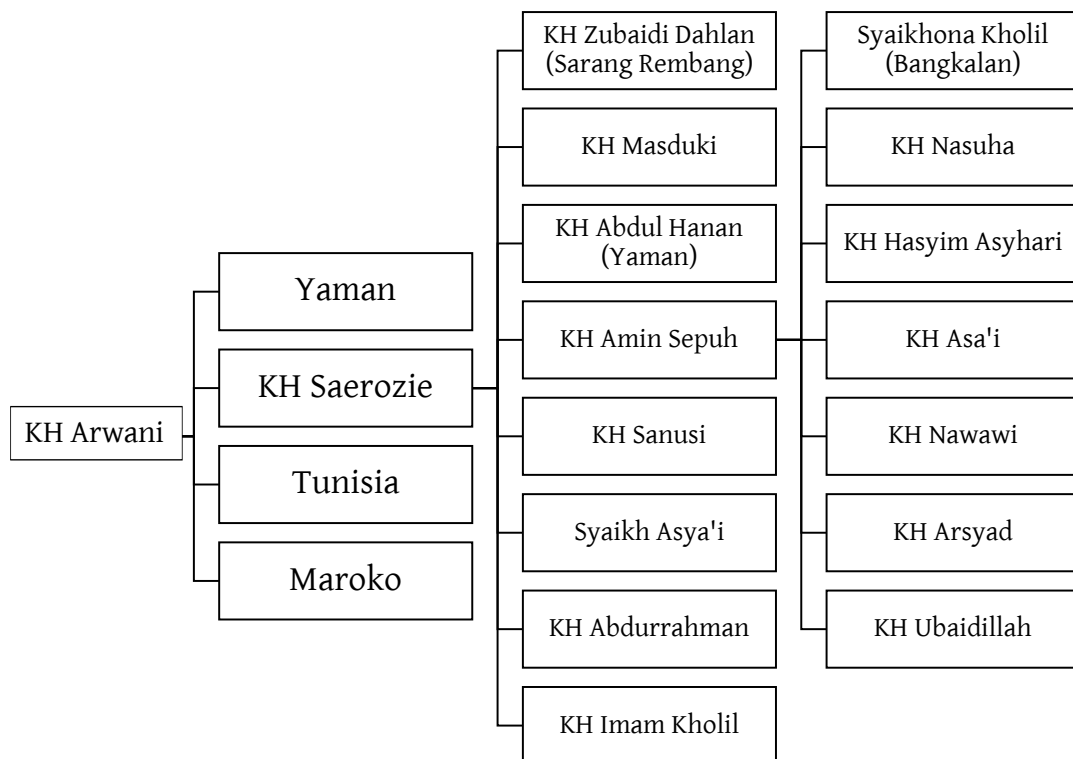 KH Arwani
Yaman
KH Saerozie
Tunisia
Maroko
KH Zubaidi Dahlan
(Sarang Rembang)
KH Masduki
KH Abdul Hanan
(Yaman)
KH Amin Sepuh
KH Sanusi
Syaikh Asya'i
KH Abdurrahman
KH Imam Kholil
Syaikhona Kholil
(Bangkalan)
KH Nasuha
KH Hasyim Asyhari
KH Asa'i
KH Nawawi
KH Arsyad
KH Ubaidillah